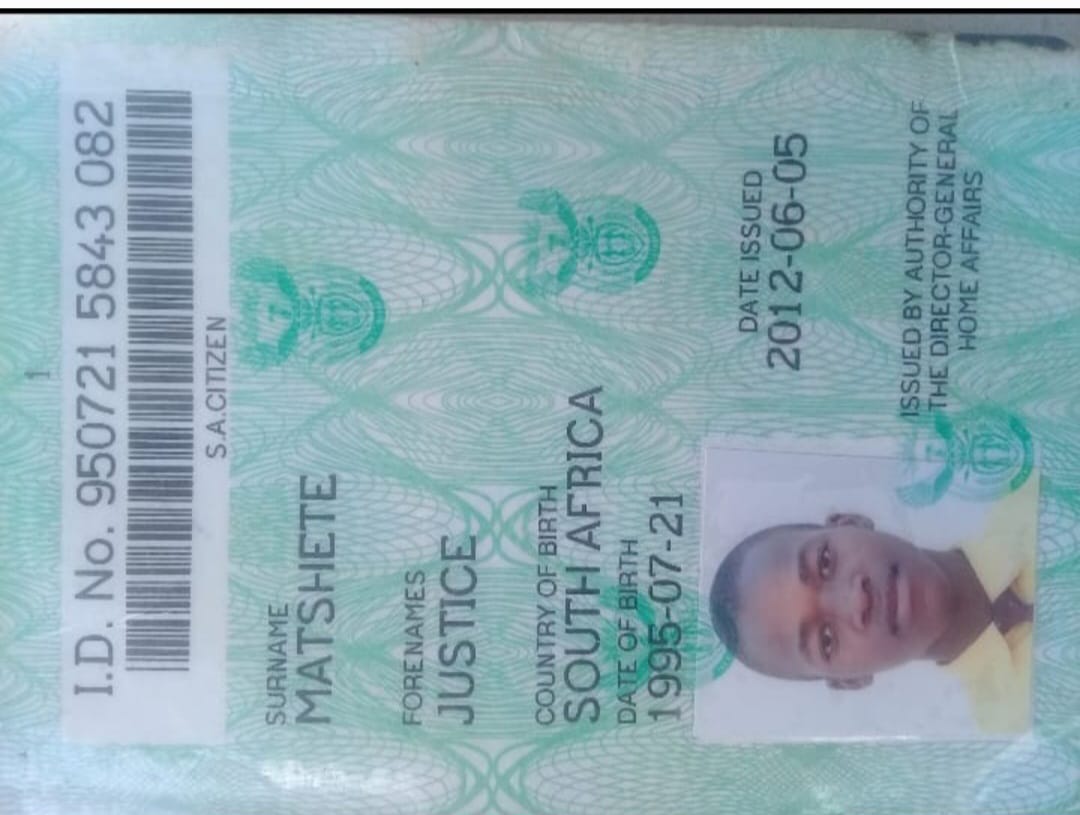 1
I.D. No. 950721 5843 082
S.A.CITIZEN
SURNAME
MATSHETE
FORENAMES
JUSTICE
COUNTRY OF BIRTH
SOUTH AFRICA
DATE OF BIRTH
1995-07-21
DATE ISSUED
2012-06-05
ISSUED BY AUTHORITY OF
THE DIRECTOR-GENERAL
HOME AFFAIRS